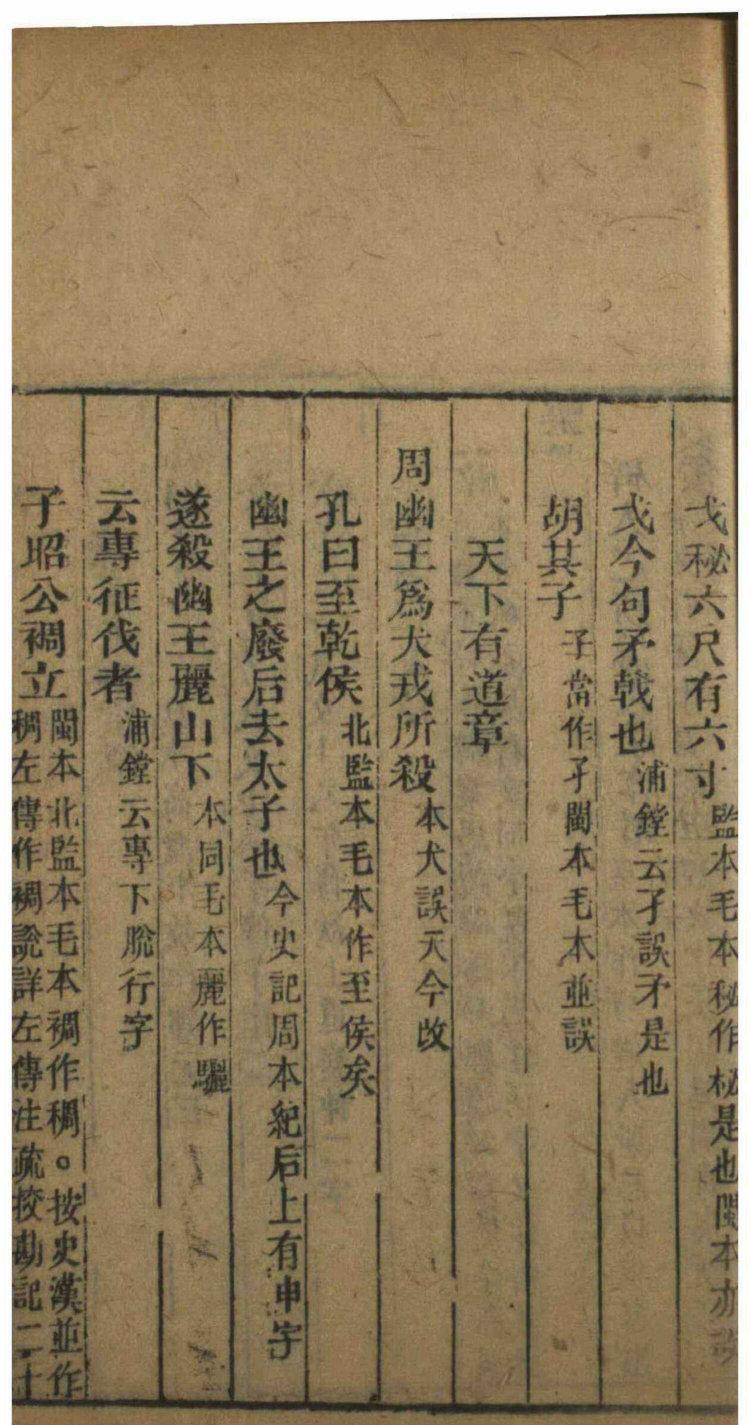 戈秘六尺有六寸監本毛本秘作柲是也閩本亦誤
戈今句矛戟也浦鏜云孑誤矛是也
胡其子子當作孑閩本毛本並誤
天下有道章
周幽王爲犬戎所殺本犬誤天今改
孔曰至乾侯北監本毛本作至侯矣
幽王之廢后去太子也今史記周本紀后上有申字
遂殺幽王麗山下本同毛本麗作驪
云專征伐者浦鏜云專下脫行字
子昭公裯立閩本北監本毛本裯作稠。按史漢並作
稠左傳作裯說詳左傳注疏挍勘記二十